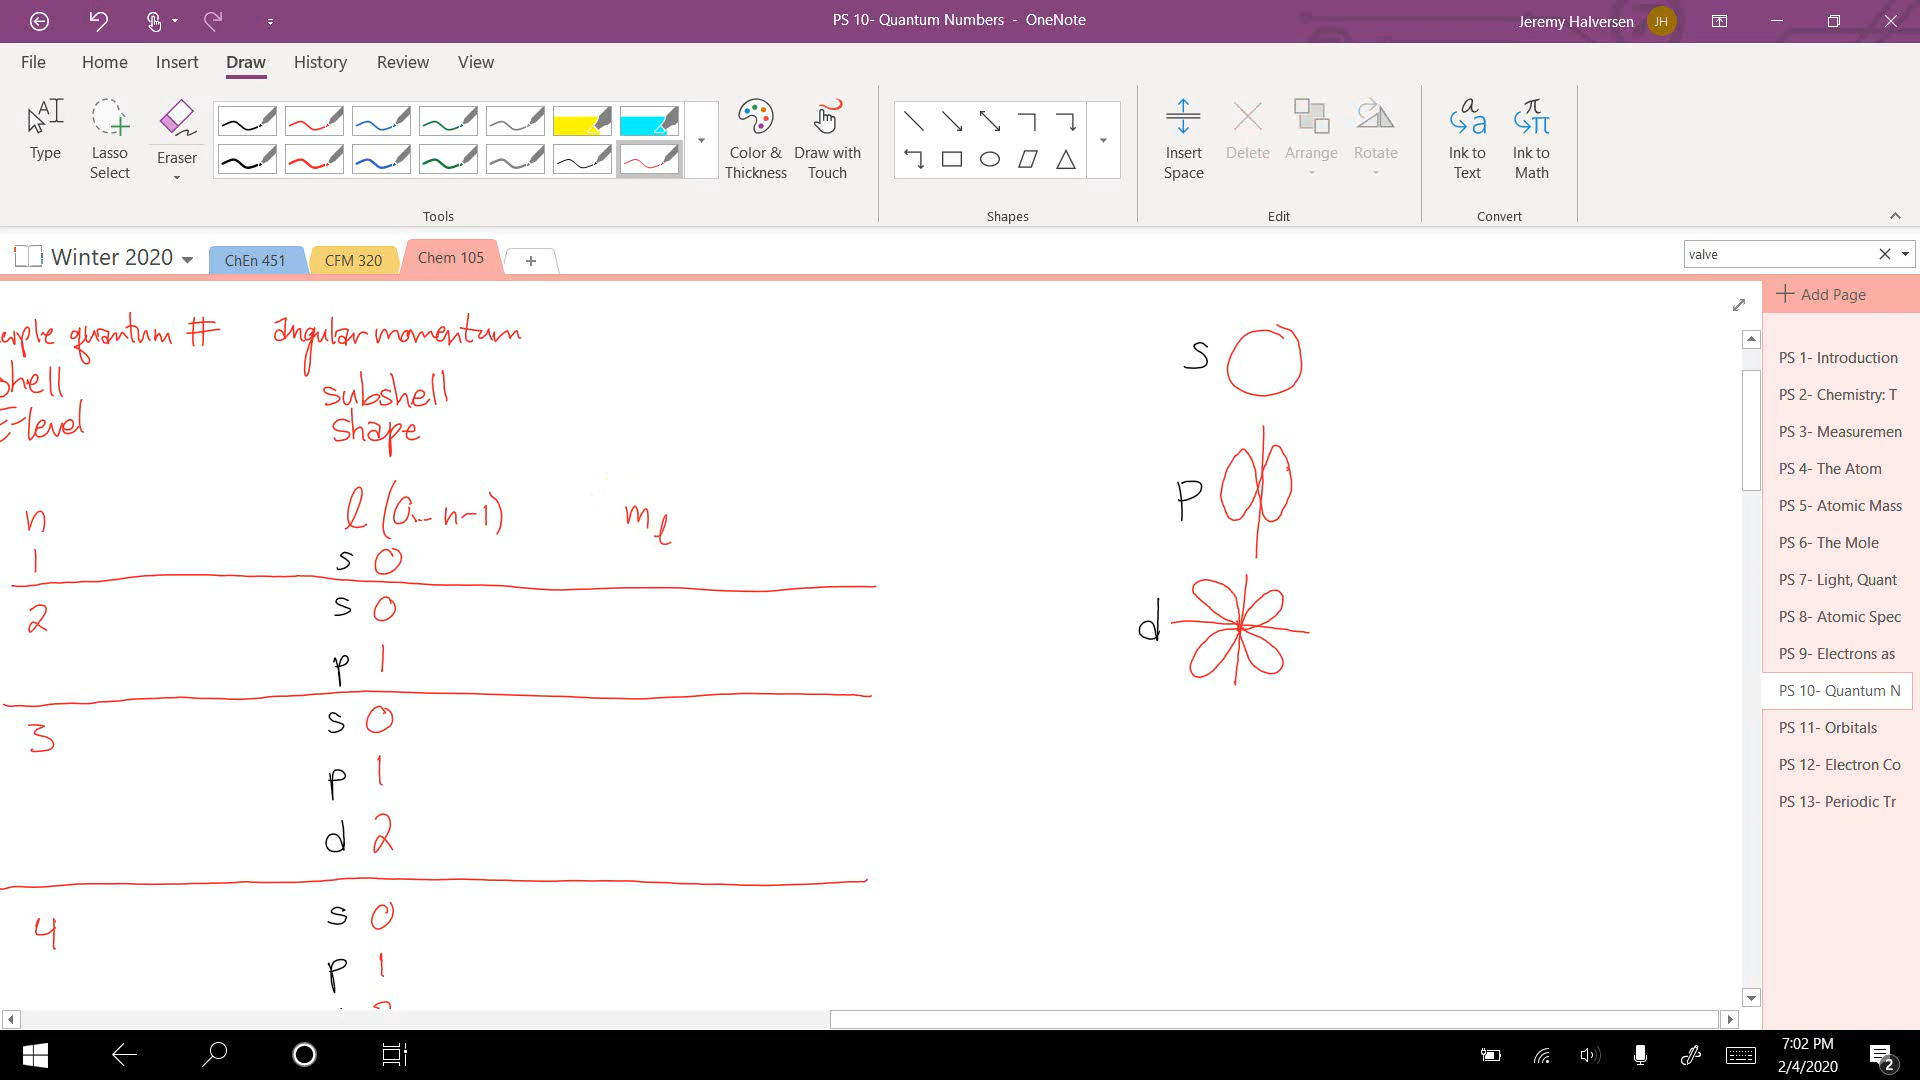 PS 10- Quantum Numbers - OneNote
Jeremy Halversen JH
File Home Insert Draw History Review View
Type
Lasso Select
Eraser
Color & Thickness
Draw with Touch
Insert Space
Delete
Arrange
Rotate
Ink to Text
Ink to Math
Tools Shapes Edit Convert
Winter 2020 ChEn 451 CFM 320 Chem 105 +
valve
Add Page
PS 1- Introduction
PS 2- Chemistry: T
PS 3- Measuremen
PS 4- The Atom
PS 5- Atomic Mass
PS 6- The Mole
PS 7- Light, Quant
PS 8- Atomic Spec
PS 9- Electrons as
PS 10- Quantum N
PS 11- Orbitals
PS 12- Electron Co
PS 13- Periodic Tr
quantum # angular momentum
shell subshell
E-level shape
n l (0... n-1) m_l
1 s 0
2 s 0
p 1
3 s 0
p 1
d 2
4 s 0
p 1
s
p
d
7:02 PM
2/4/2020
2